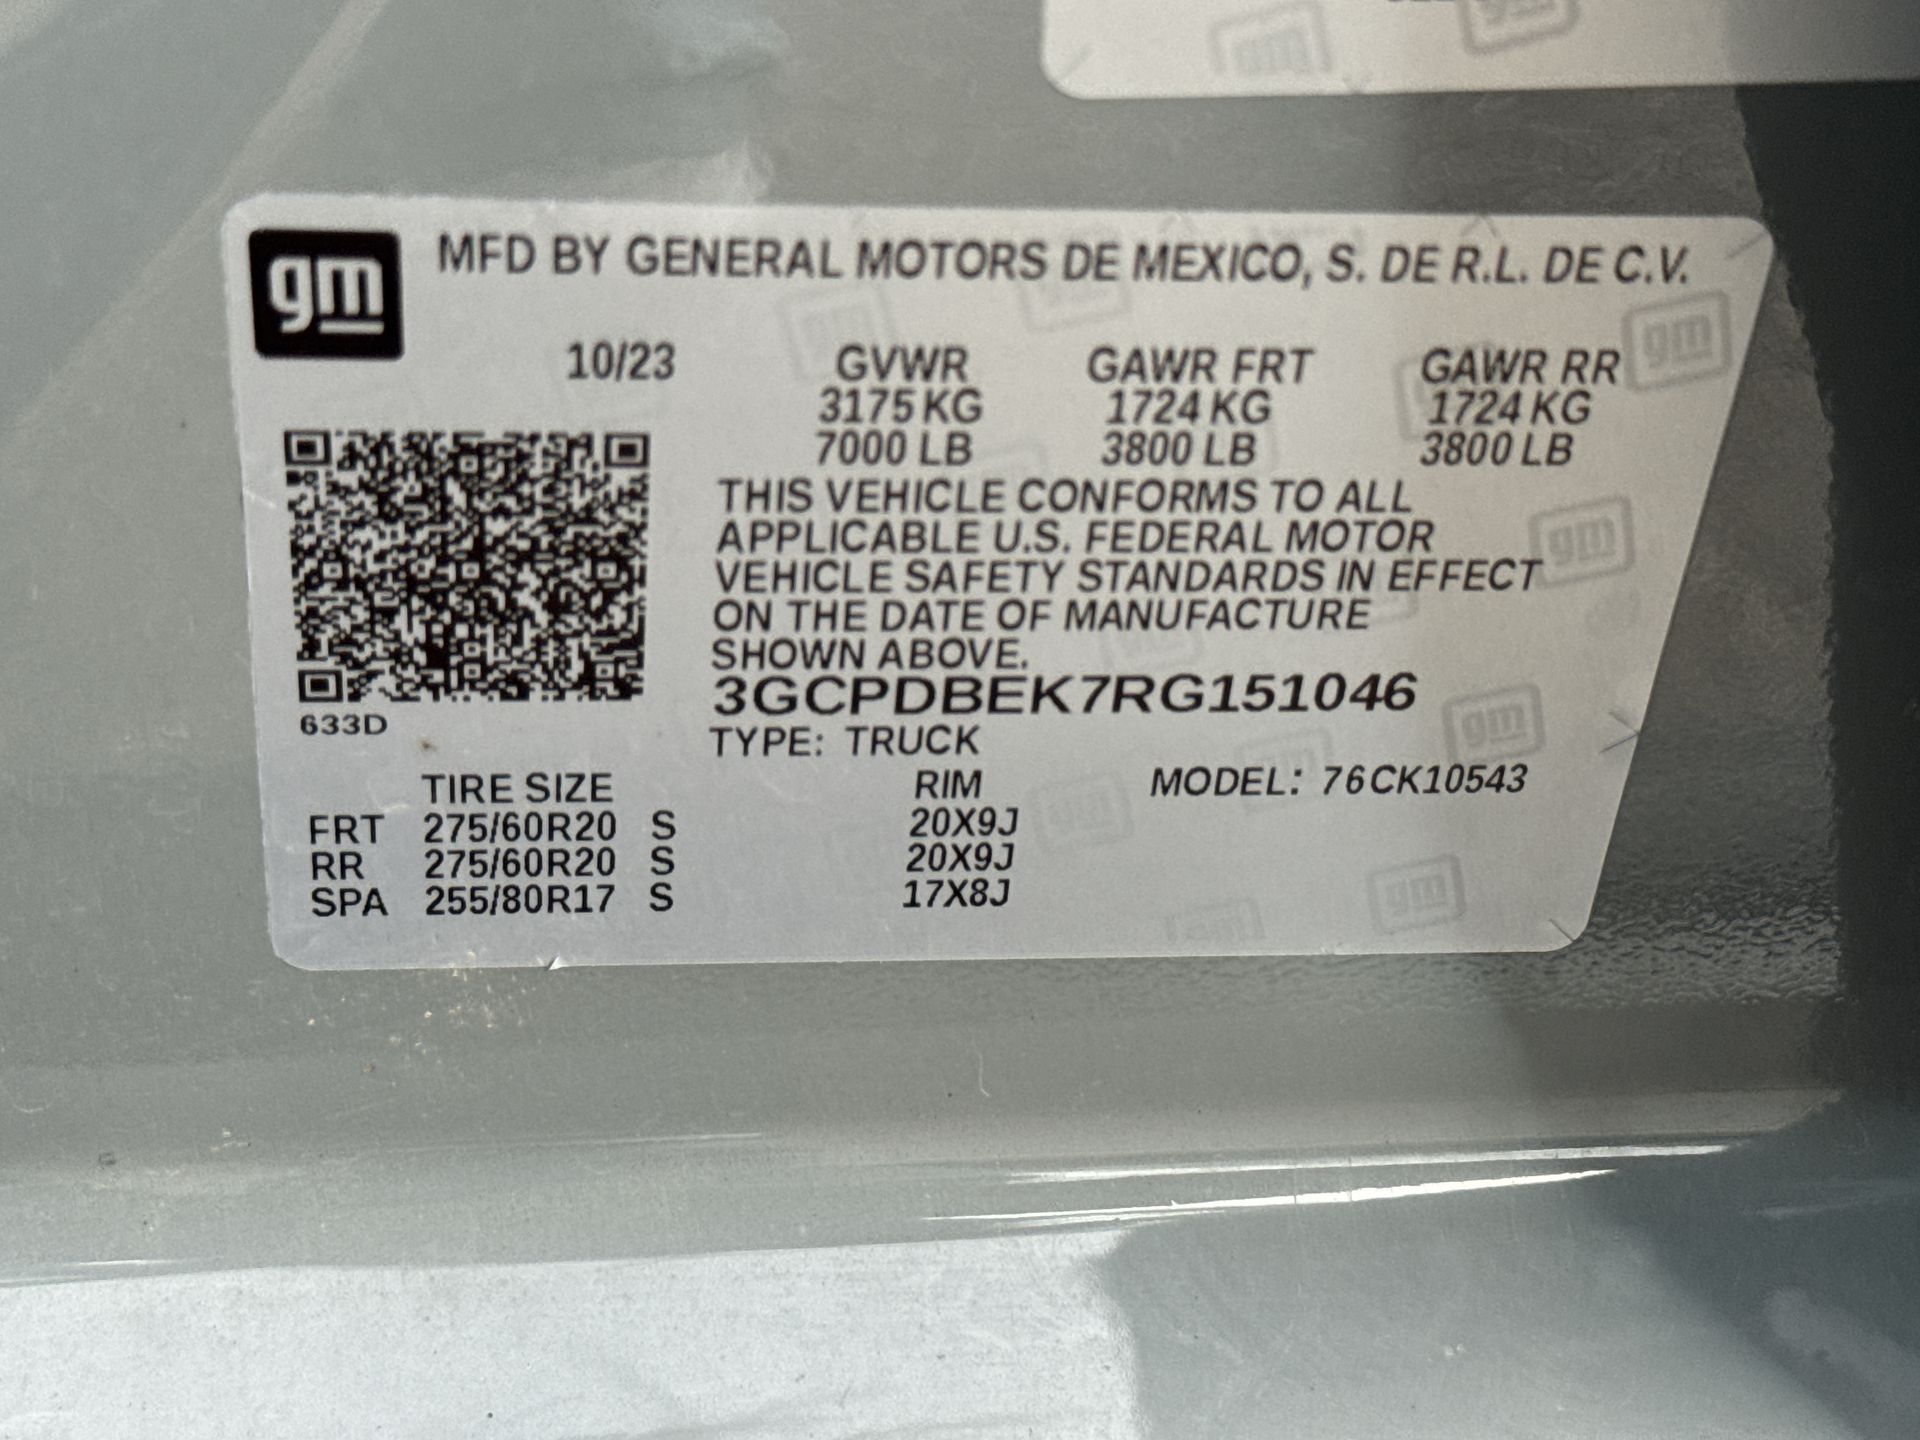 gm MFD BY GENERAL MOTORS DE MEXICO, S. DE R.L. DE C.V.
10/23 GVWR GAWR FRT GAWR RR
3175 KG 1724 KG 1724 KG
7000 LB 3800 LB 3800 LB
THIS VEHICLE CONFORMS TO ALL
APPLICABLE U.S. FEDERAL MOTOR
VEHICLE SAFETY STANDARDS IN EFFECT
ON THE DATE OF MANUFACTURE
SHOWN ABOVE.
3GCPDBEK7RG151046
633D
TYPE: TRUCK
TIRE SIZE RIM MODEL: 76CK10543
FRT 275/60R20 S 20X9J
RR 275/60R20 S 20X9J
SPA 255/80R17 S 17X8J